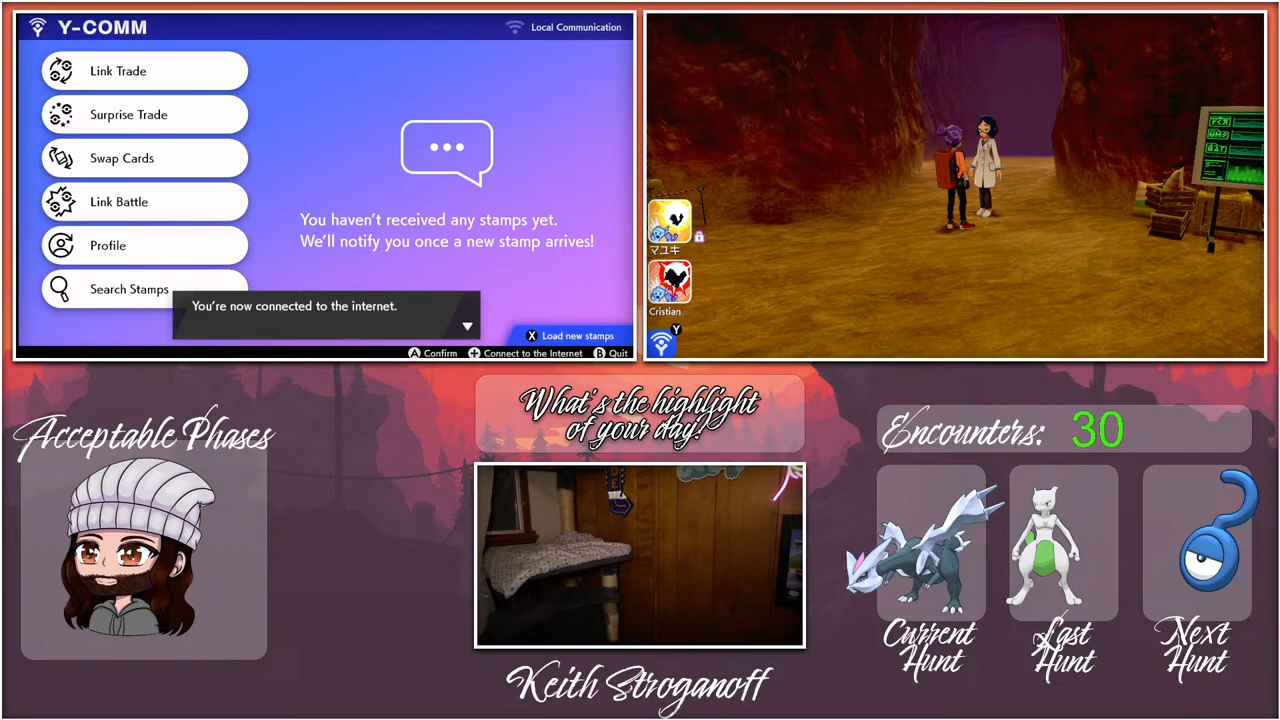 Y-COMM
Local Communication
Link Trade
Surprise Trade
Swap Cards
Link Battle
Profile
Search Stamps
You haven't received any stamps yet.
We'll notify you once a new stamp arrives!
You're now connected to the internet.
X Load new stamps
A Confirm + Connect to the Internet B Quit
マユキ
Cristian
Y
Acceptable Phases
What's the highlight
of your day?
Encounters: 30
Current
Hunt
Last
Hunt
Next
Hunt
Keith Stroganoff